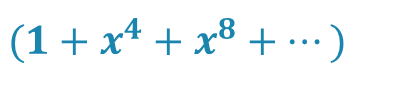 (1 + x⁴ + x⁸ + ⋯ )